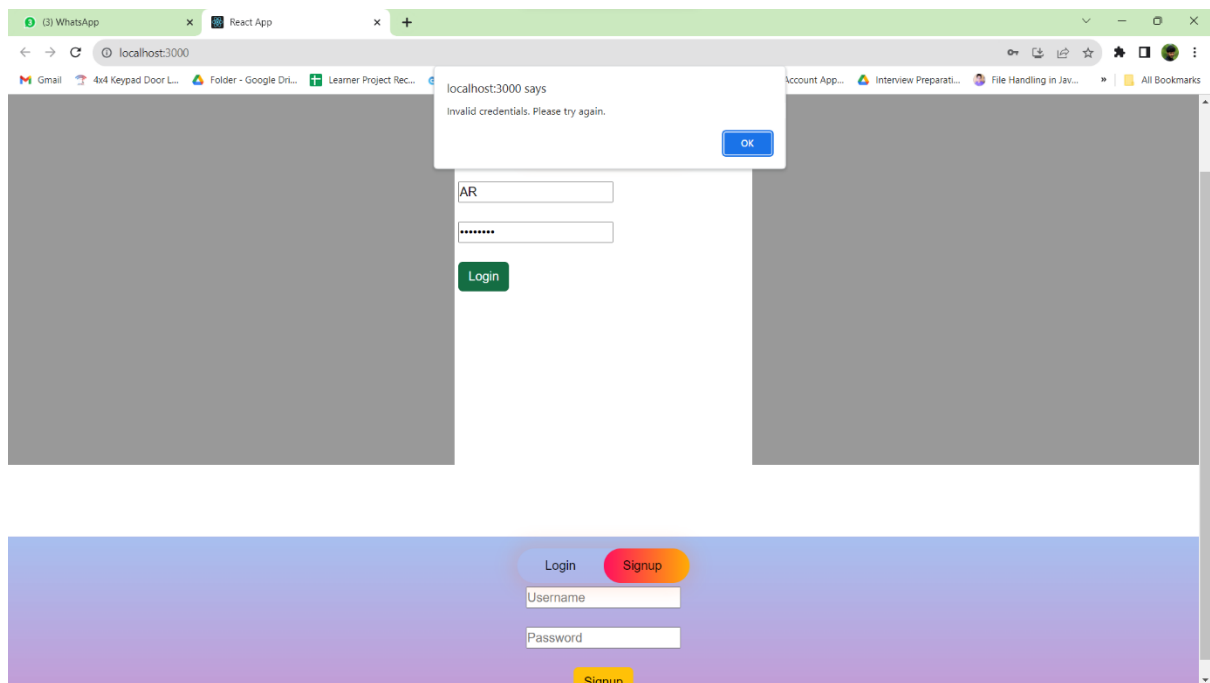 (3) WhatsApp
React App
localhost:3000
Gmail
4x4 Keypad Door L...
Folder - Google Dri...
Learner Project Rec...
Account App...
Interview Preparati...
File Handling in Jav...
»
All Bookmarks
localhost:3000 says
Invalid credentials. Please try again.
OK
AR
••••••••
Login
Login
Signup
Username
Password
Signup